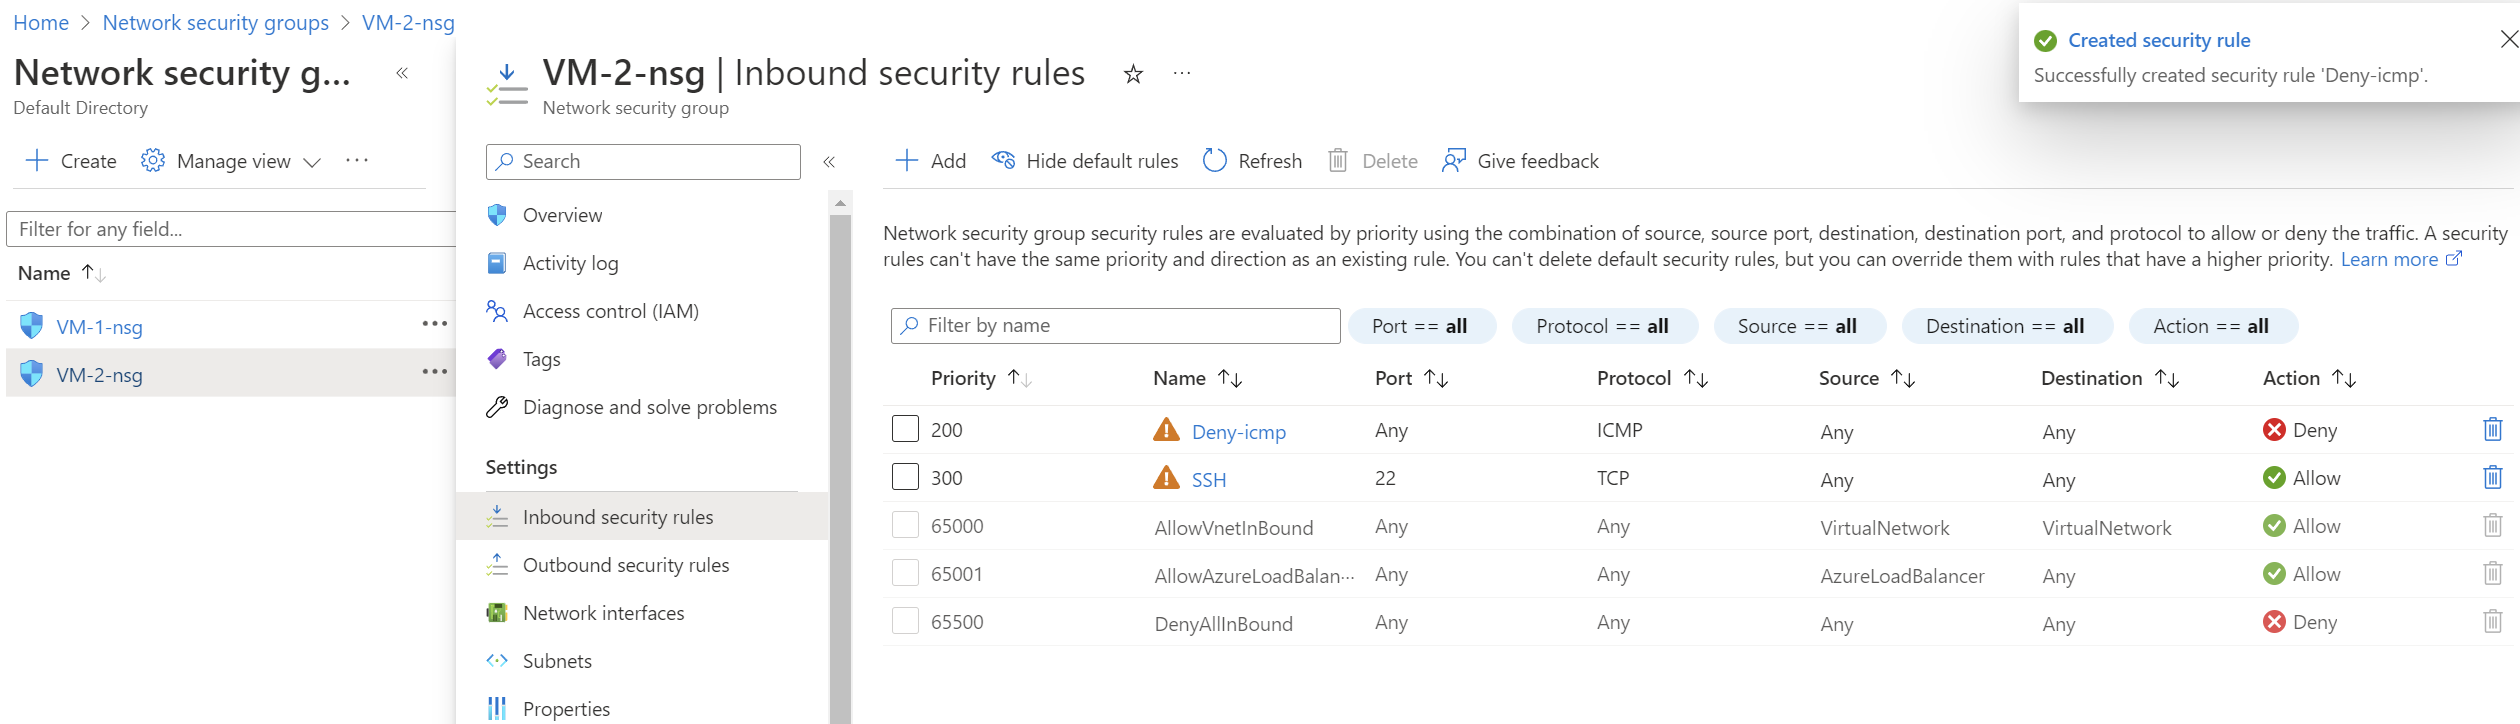 Home > Network security groups > VM-2-nsg
Network security g...
Default Directory
Create Manage view
Filter for any field...
Name
VM-1-nsg
VM-2-nsg
VM-2-nsg | Inbound security rules
Network security group
Search
Overview
Activity log
Access control (IAM)
Tags
Diagnose and solve problems
Settings
Inbound security rules
Outbound security rules
Network interfaces
Subnets
Properties
Created security rule
Successfully created security rule 'Deny-icmp'.
Add Hide default rules Refresh Delete Give feedback
Network security group security rules are evaluated by priority using the combination of source, source port, destination, destination port, and protocol to allow or deny the traffic. A security
rules can't have the same priority and direction as an existing rule. You can't delete default security rules, but you can override them with rules that have a higher priority. Learn more
Filter by name Port == all Protocol == all Source == all Destination == all Action == all
Priority Name Port Protocol Source Destination Action
200 Deny-icmp Any ICMP Any Any Deny
300 SSH 22 TCP Any Any Allow
65000 AllowVnetInBound Any Any VirtualNetwork VirtualNetwork Allow
65001 AllowAzureLoadBalan... Any Any AzureLoadBalancer Any Allow
65500 DenyAllInBound Any Any Any Any Deny